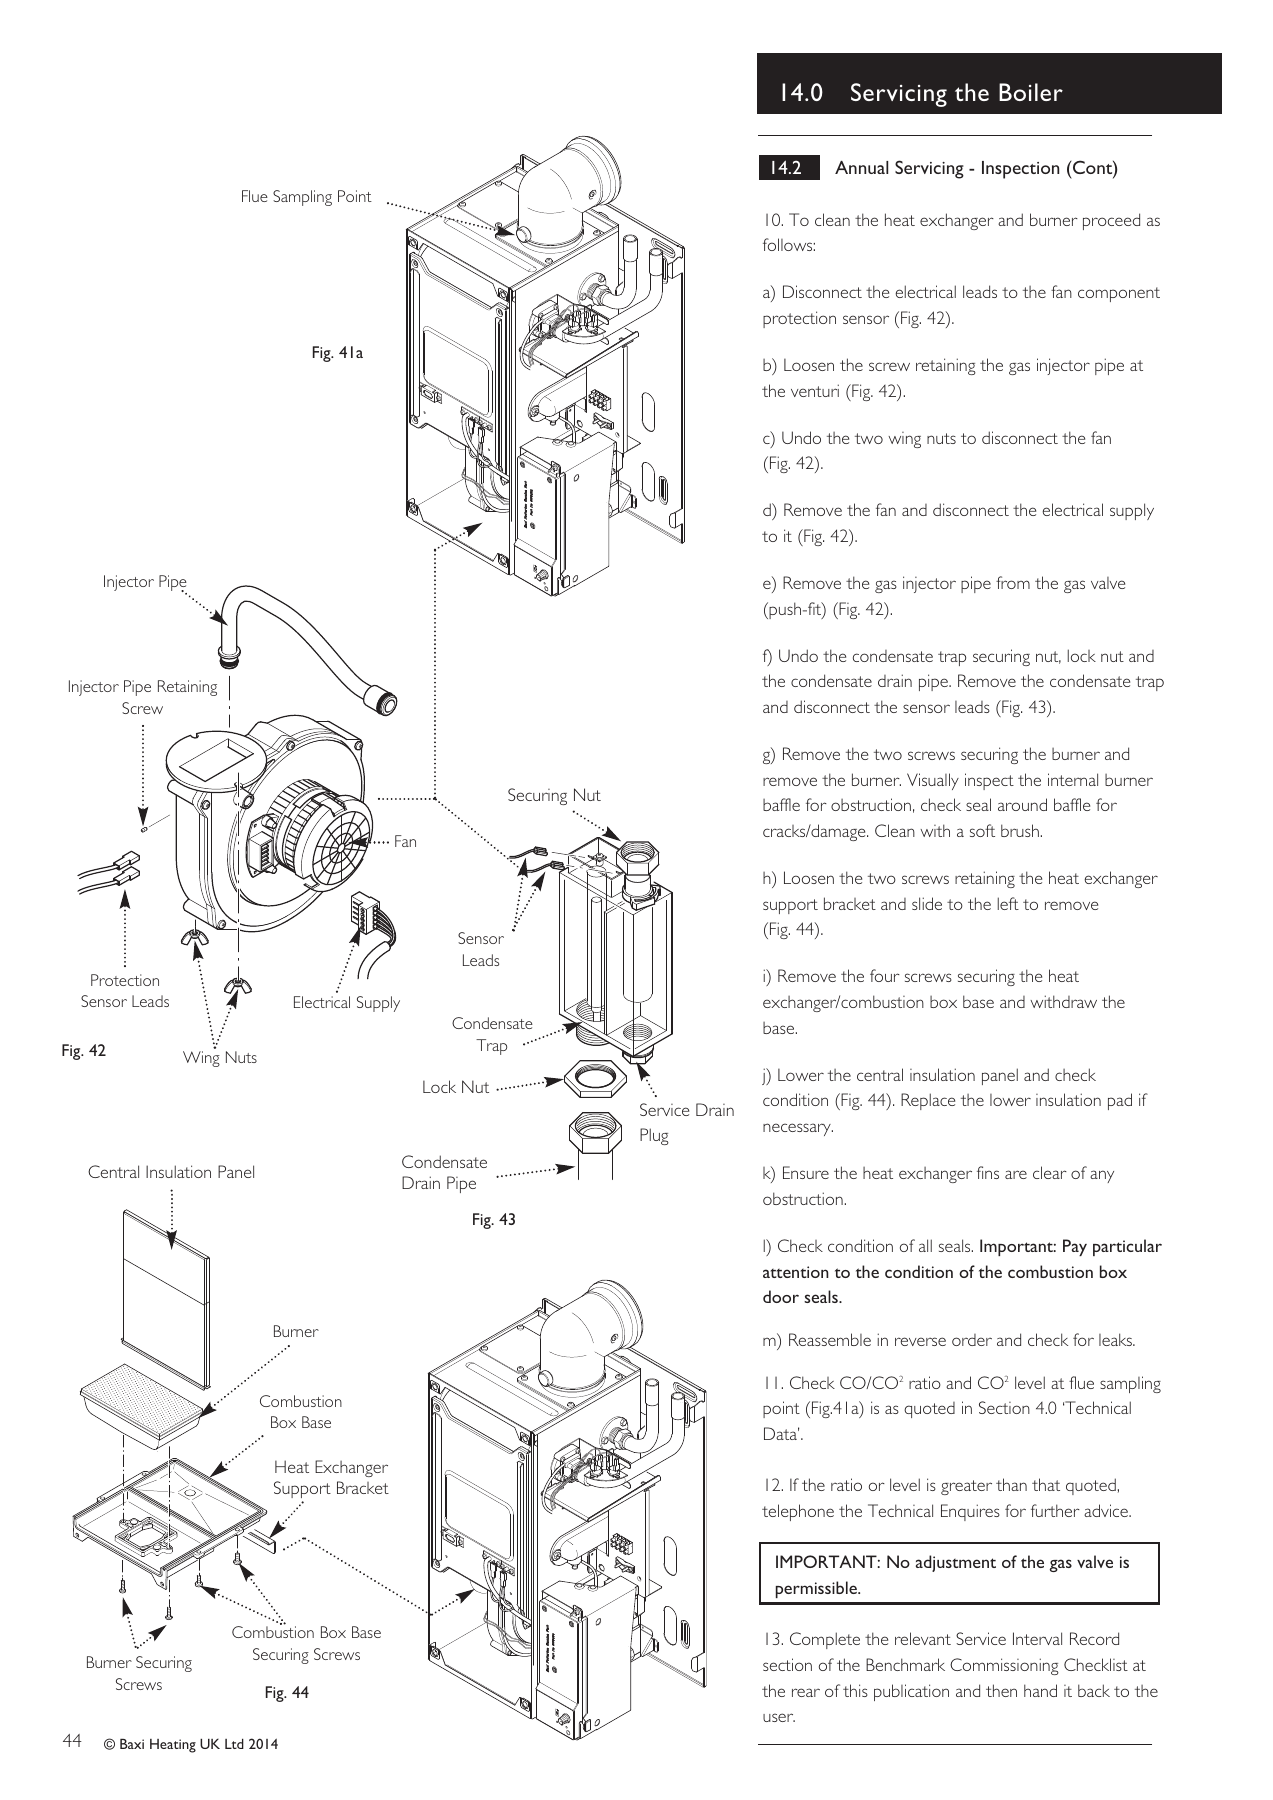 14.0 Servicing the Boiler
14.2 Annual Servicing - Inspection (Cont)
10. To clean the heat exchanger and burner proceed as
follows:
a) Disconnect the electrical leads to the fan component
protection sensor (Fig. 42).
b) Loosen the screw retaining the gas injector pipe at
the venturi (Fig. 42).
c) Undo the two wing nuts to disconnect the fan
(Fig. 42).
d) Remove the fan and disconnect the electrical supply
to it (Fig. 42).
e) Remove the gas injector pipe from the gas valve
(push-fit) (Fig. 42).
f) Undo the condensate trap securing nut, lock nut and
the condensate drain pipe. Remove the condensate trap
and disconnect the sensor leads (Fig. 43).
g) Remove the two screws securing the burner and
remove the burner. Visually inspect the internal burner
baffle for obstruction, check seal around baffle for
cracks/damage. Clean with a soft brush.
h) Loosen the two screws retaining the heat exchanger
support bracket and slide to the left to remove
(Fig. 44).
i) Remove the four screws securing the heat
exchanger/combustion box base and withdraw the
base.
j) Lower the central insulation panel and check
condition (Fig. 44). Replace the lower insulation pad if
necessary.
k) Ensure the heat exchanger fins are clear of any
obstruction.
l) Check condition of all seals. Important: Pay particular
attention to the condition of the combustion box
door seals.
m) Reassemble in reverse order and check for leaks.
11. Check CO/CO² ratio and CO² level at flue sampling
point (Fig.41a) is as quoted in Section 4.0 ‘Technical
Data’.
12. If the ratio or level is greater than that quoted,
telephone the Technical Enquires for further advice.
IMPORTANT: No adjustment of the gas valve is
permissible.
13. Complete the relevant Service Interval Record
section of the Benchmark Commissioning Checklist at
the rear of this publication and then hand it back to the
user.
Flue Sampling Point
Fig. 41a
Injector Pipe
Injector Pipe Retaining
Screw
Fan
Protection
Sensor Leads
Electrical Supply
Wing Nuts
Fig. 42
Securing Nut
Sensor
Leads
Condensate
Trap
Lock Nut
Service Drain
Plug
Condensate
Drain Pipe
Fig. 43
Central Insulation Panel
Burner
Combustion
Box Base
Heat Exchanger
Support Bracket
Combustion Box Base
Securing Screws
Burner Securing
Screws
Fig. 44
44 © Baxi Heating UK Ltd 2014